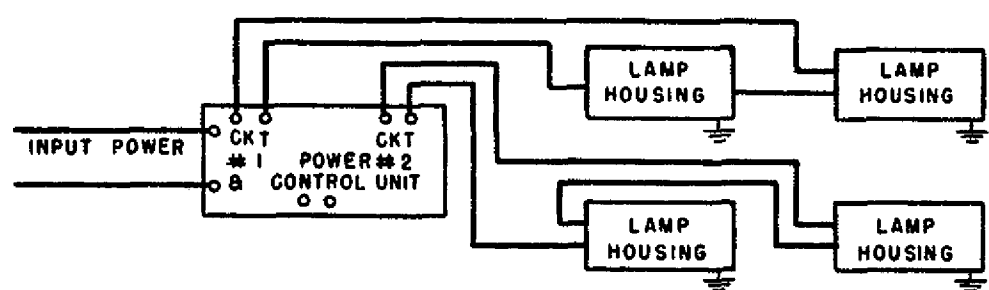 LAMP
HOUSING
LAMP
HOUSING
INPUT POWER
CKT
#1
CKT
#2
POWER
&
CONTROL UNIT
LAMP
HOUSING
LAMP
HOUSING